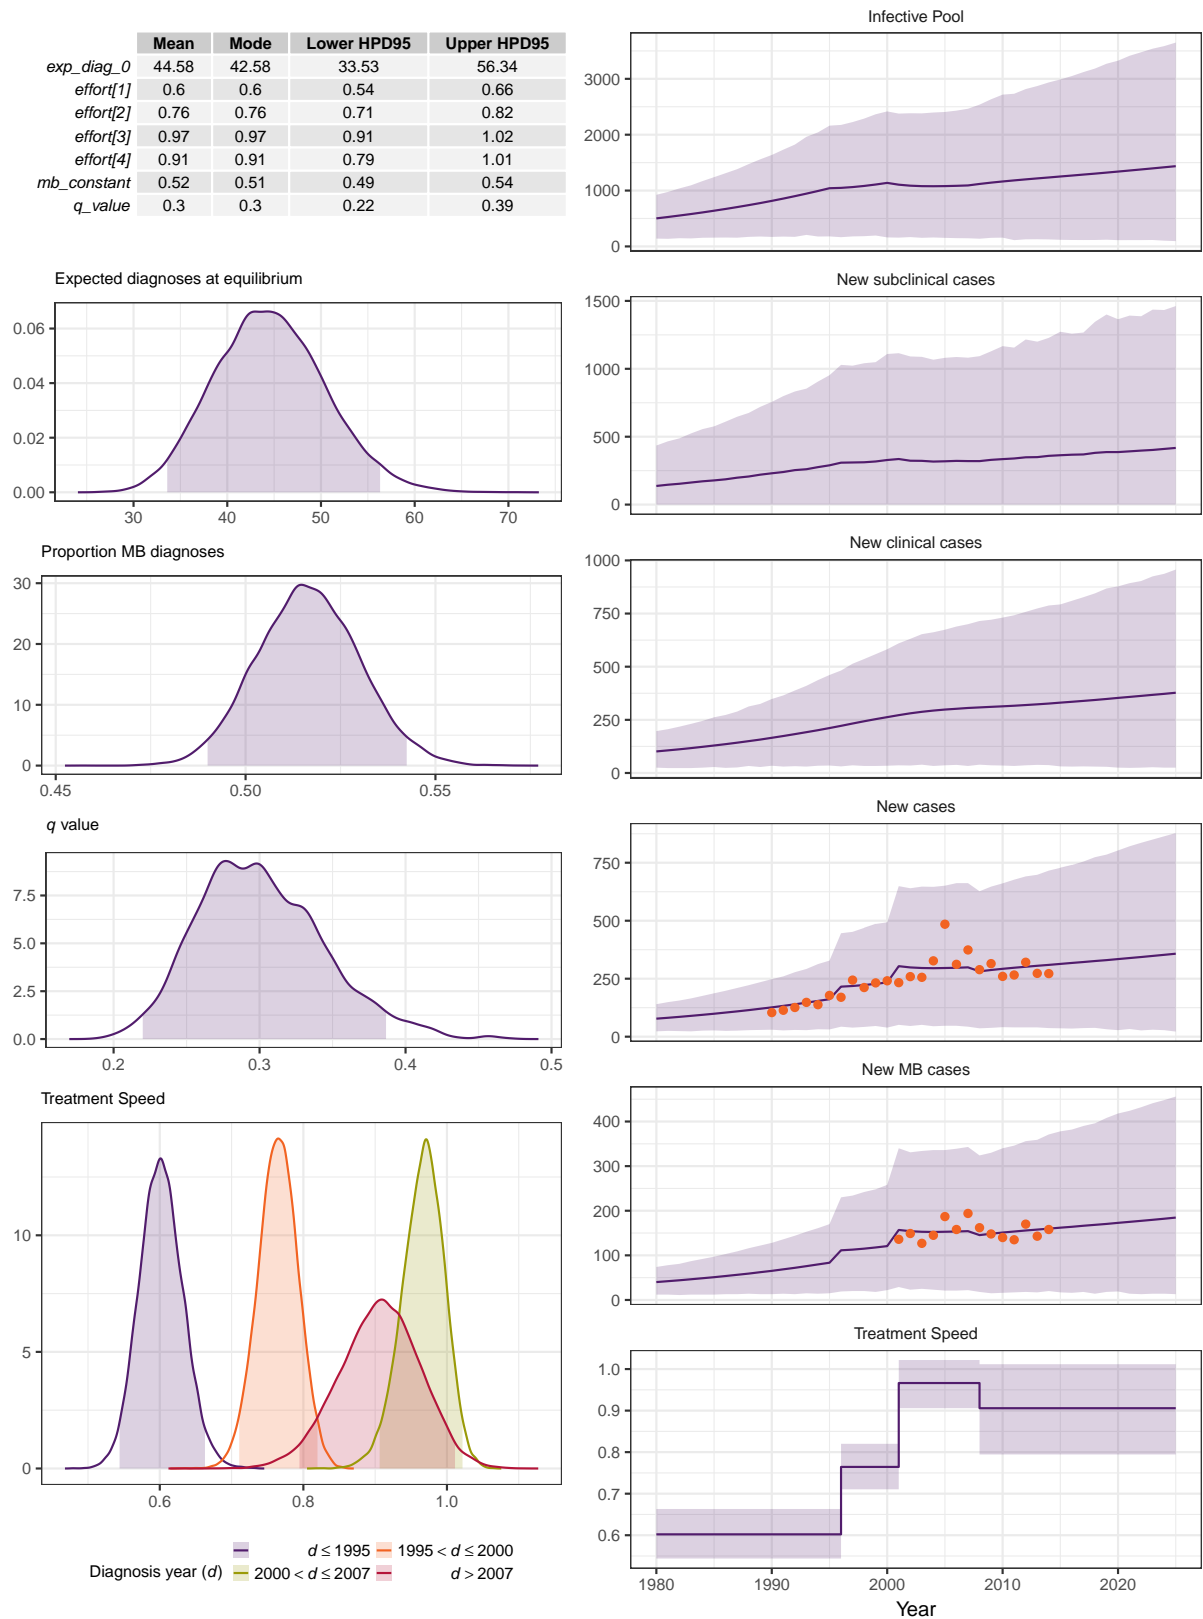 Mean Mode Lower HPD95 Upper HPD95
exp_diag_0 44.58 42.58 33.53 56.34
effort[1] 0.6 0.6 0.54 0.66
effort[2] 0.76 0.76 0.71 0.82
effort[3] 0.97 0.97 0.91 1.02
effort[4] 0.91 0.91 0.79 1.01
mb_constant 0.52 0.51 0.49 0.54
q_value 0.3 0.3 0.22 0.39
Expected diagnoses at equilibrium
0.06
0.04
0.02
0.00
30 40 50 60 70
Proportion MB diagnoses
30
20
10
0
0.45 0.50 0.55
q value
7.5
5.0
2.5
0.0
0.2 0.3 0.4 0.5
Treatment Speed
10
5
0
0.6 0.8 1.0
Diagnosis year (d)
d ≤ 1995
1995 < d ≤ 2000
2000 < d ≤ 2007
d > 2007
Infective Pool
3000
2000
1000
0
New subclinical cases
1500
1000
500
0
New clinical cases
1000
750
500
250
0
New cases
750
500
250
0
New MB cases
400
300
200
100
0
Treatment Speed
1.0
0.9
0.8
0.7
0.6
1980 1990 2000 2010 2020
Year